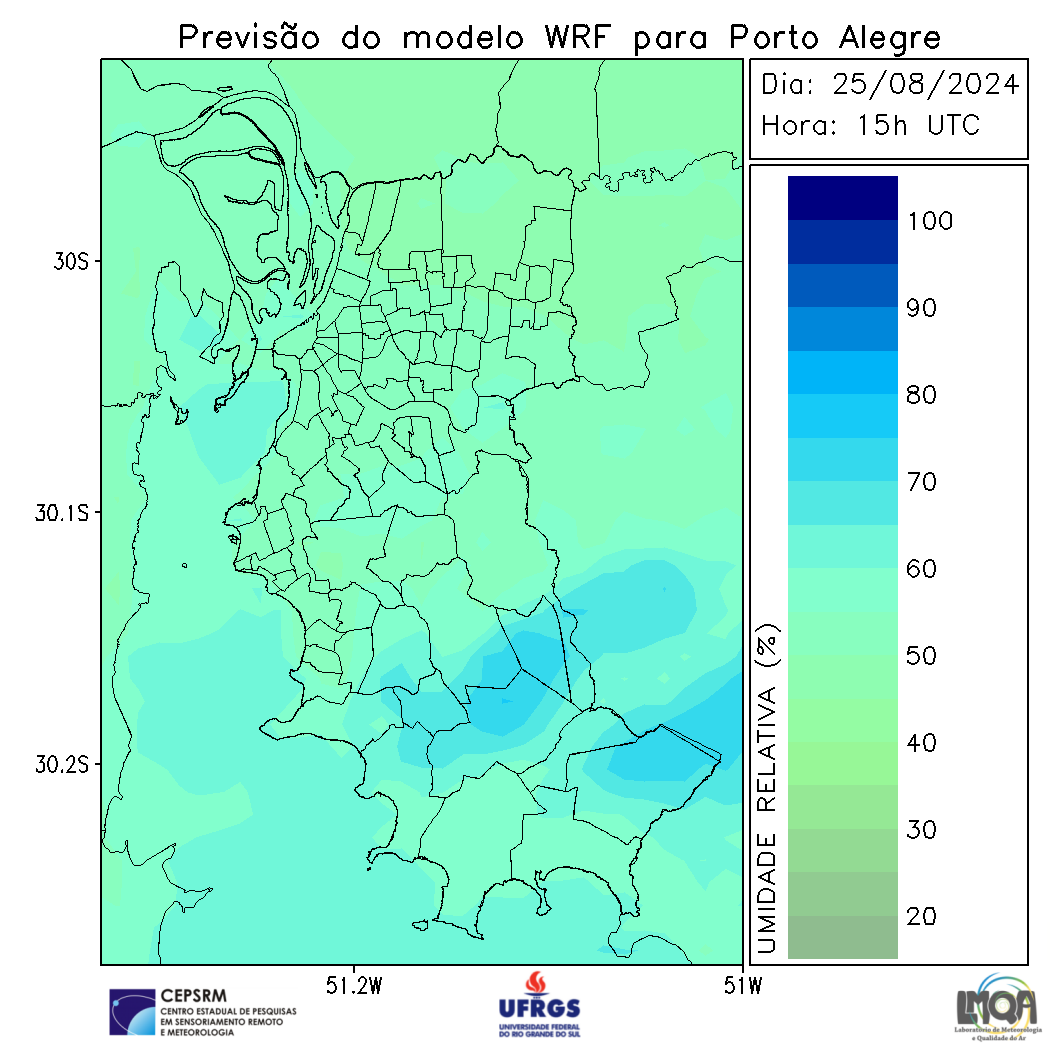 Previsão do modelo WRF para Porto Alegre
Dia: 25/08/2024
Hora: 15h UTC
30S
30.1S
30.2S
51.2W
51W
UMIDADE RELATIVA (%)
100
90
80
70
60
50
40
30
20
CEPSRM
CENTRO ESTADUAL DE PESQUISAS
EM SENSORIAMENTO REMOTO
E METEOROLOGIA
UFRGS
UNIVERSIDADE FEDERAL
DO RIO GRANDE DO SUL
LMQA
Laboratório de Meteorologia
e Qualidade do Ar